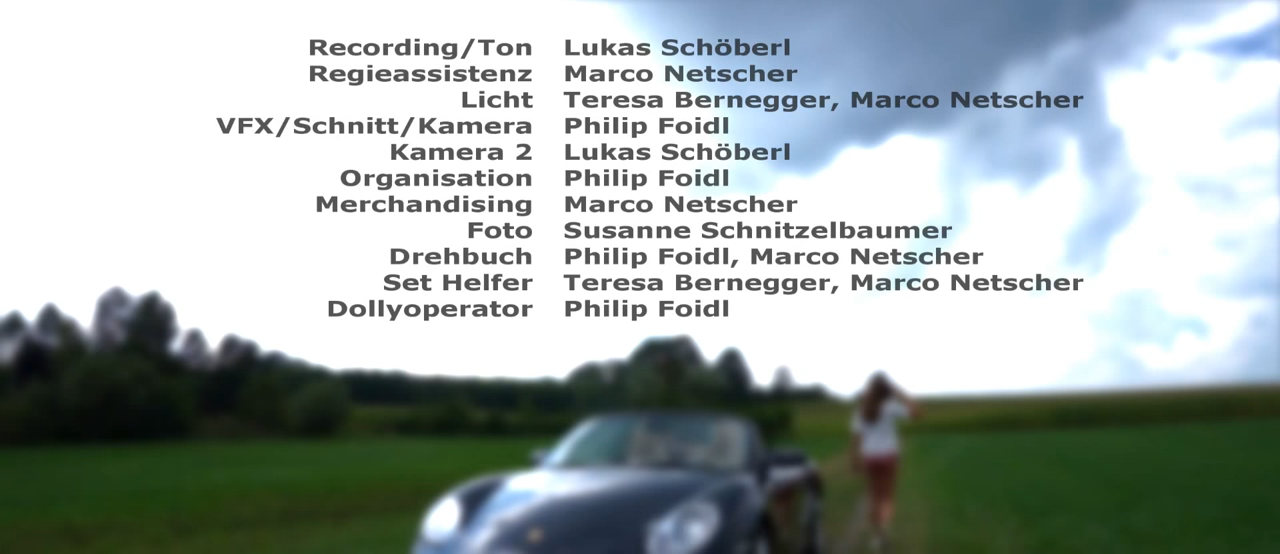 Recording/Ton Lukas Schöberl
Regieassistenz Marco Netscher
Licht Teresa Bernegger, Marco Netscher
VFX/Schnitt/Kamera Philip Foidl
Kamera 2 Lukas Schöberl
Organisation Philip Foidl
Merchandising Marco Netscher
Foto Susanne Schnitzelbaumer
Drehbuch Philip Foidl, Marco Netscher
Set Helfer Teresa Bernegger, Marco Netscher
Dollyoperator Philip Foidl